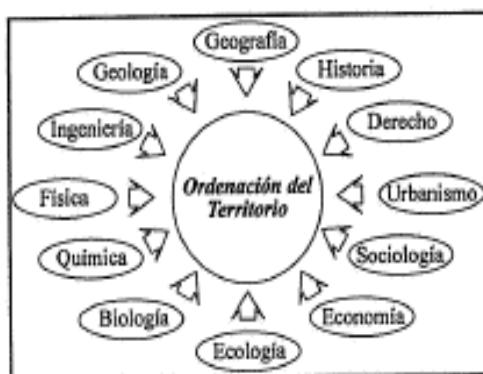 Geografía
Geología
Historia
Ingeniería
Derecho
Ordenación del
Territorio
Física
Urbanismo
Química
Sociología
Biología
Economía
Ecología